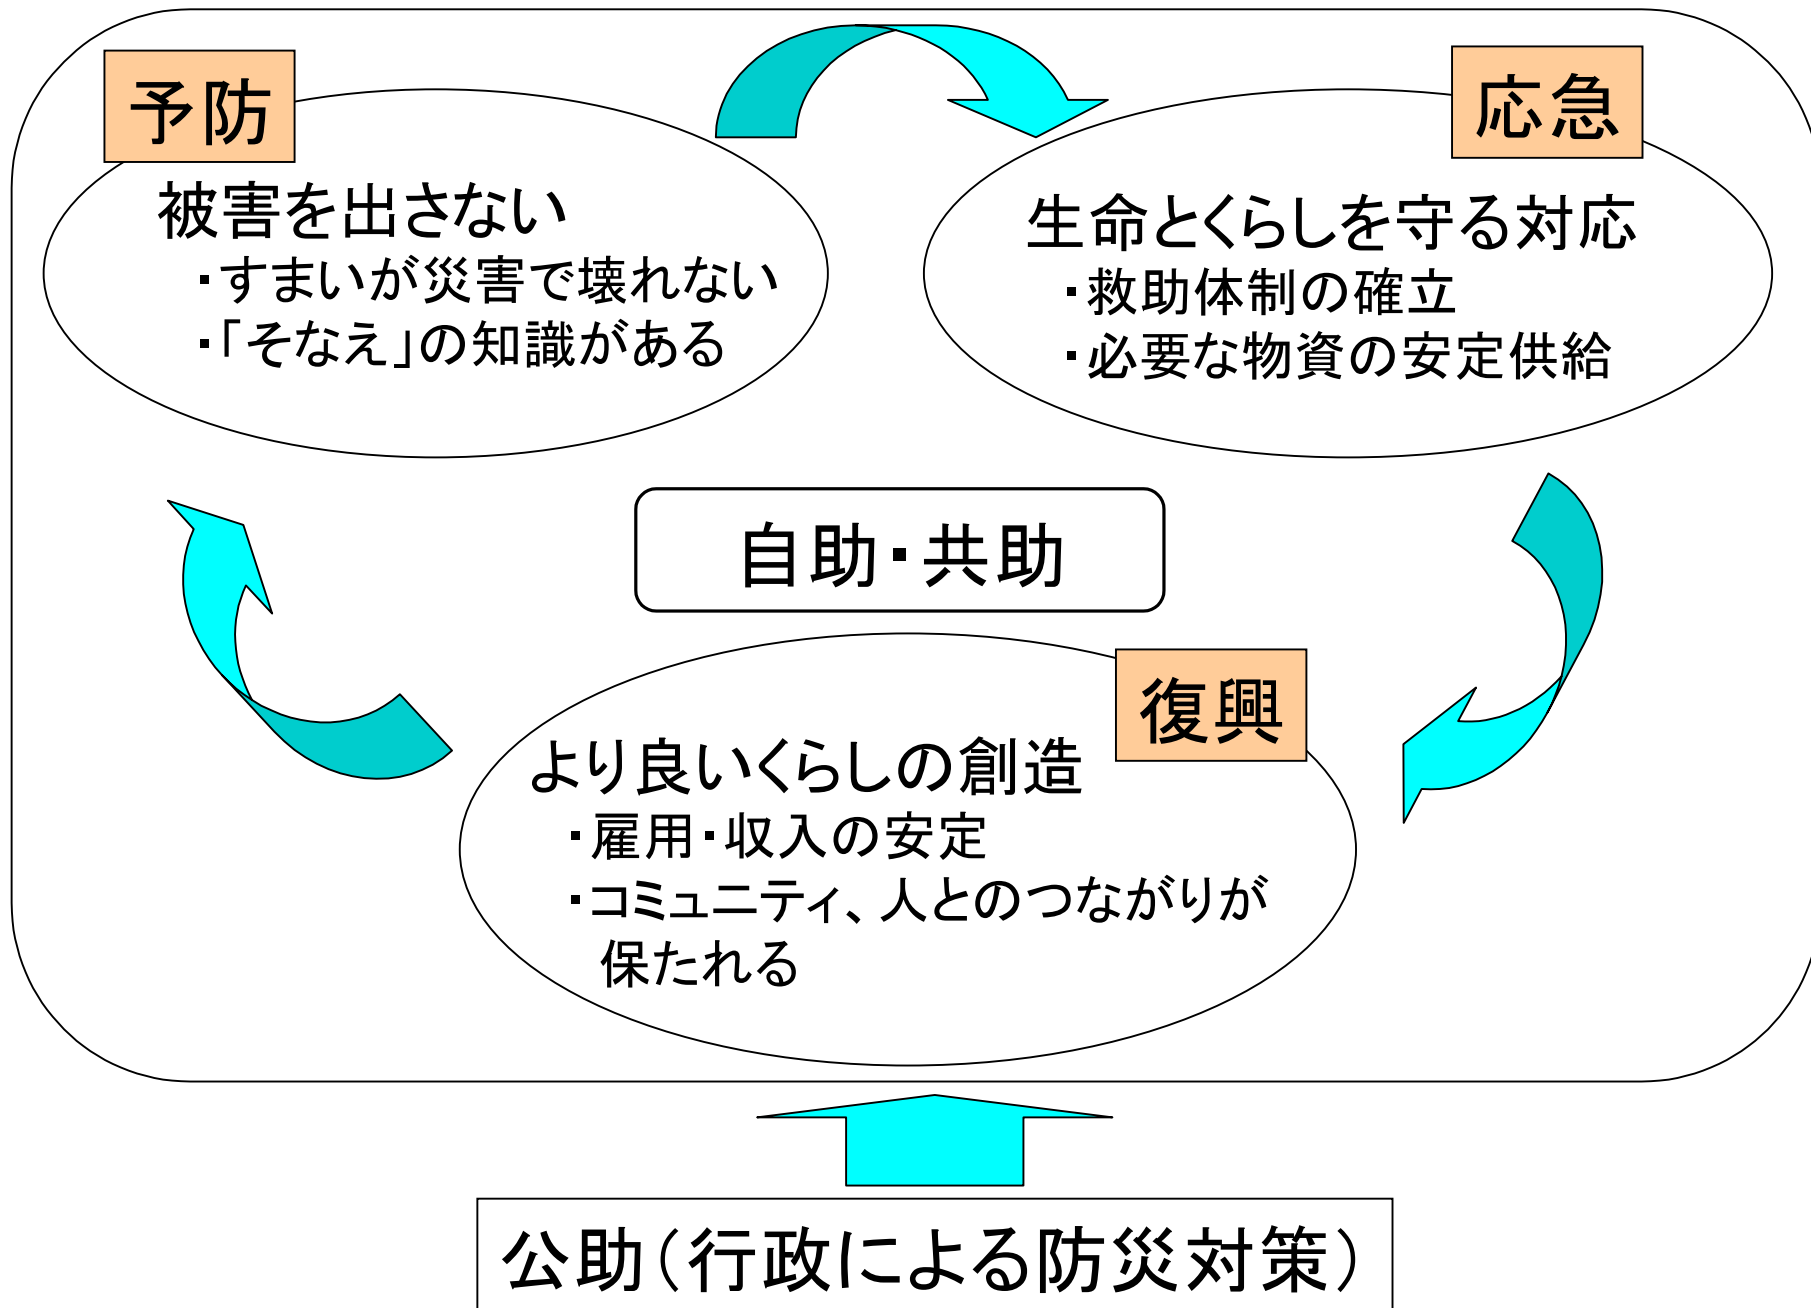 予防
被害を出さない
・すまいが災害で壊れない
・「そなえ」の知識がある
応急
生命とくらしを守る対応
・救助体制の確立
・必要な物資の安定供給
自助・共助
復興
より良いくらしの創造
・雇用・収入の安定
・コミュニティ、人とのつながりが
保たれる
公助(行政による防災対策)